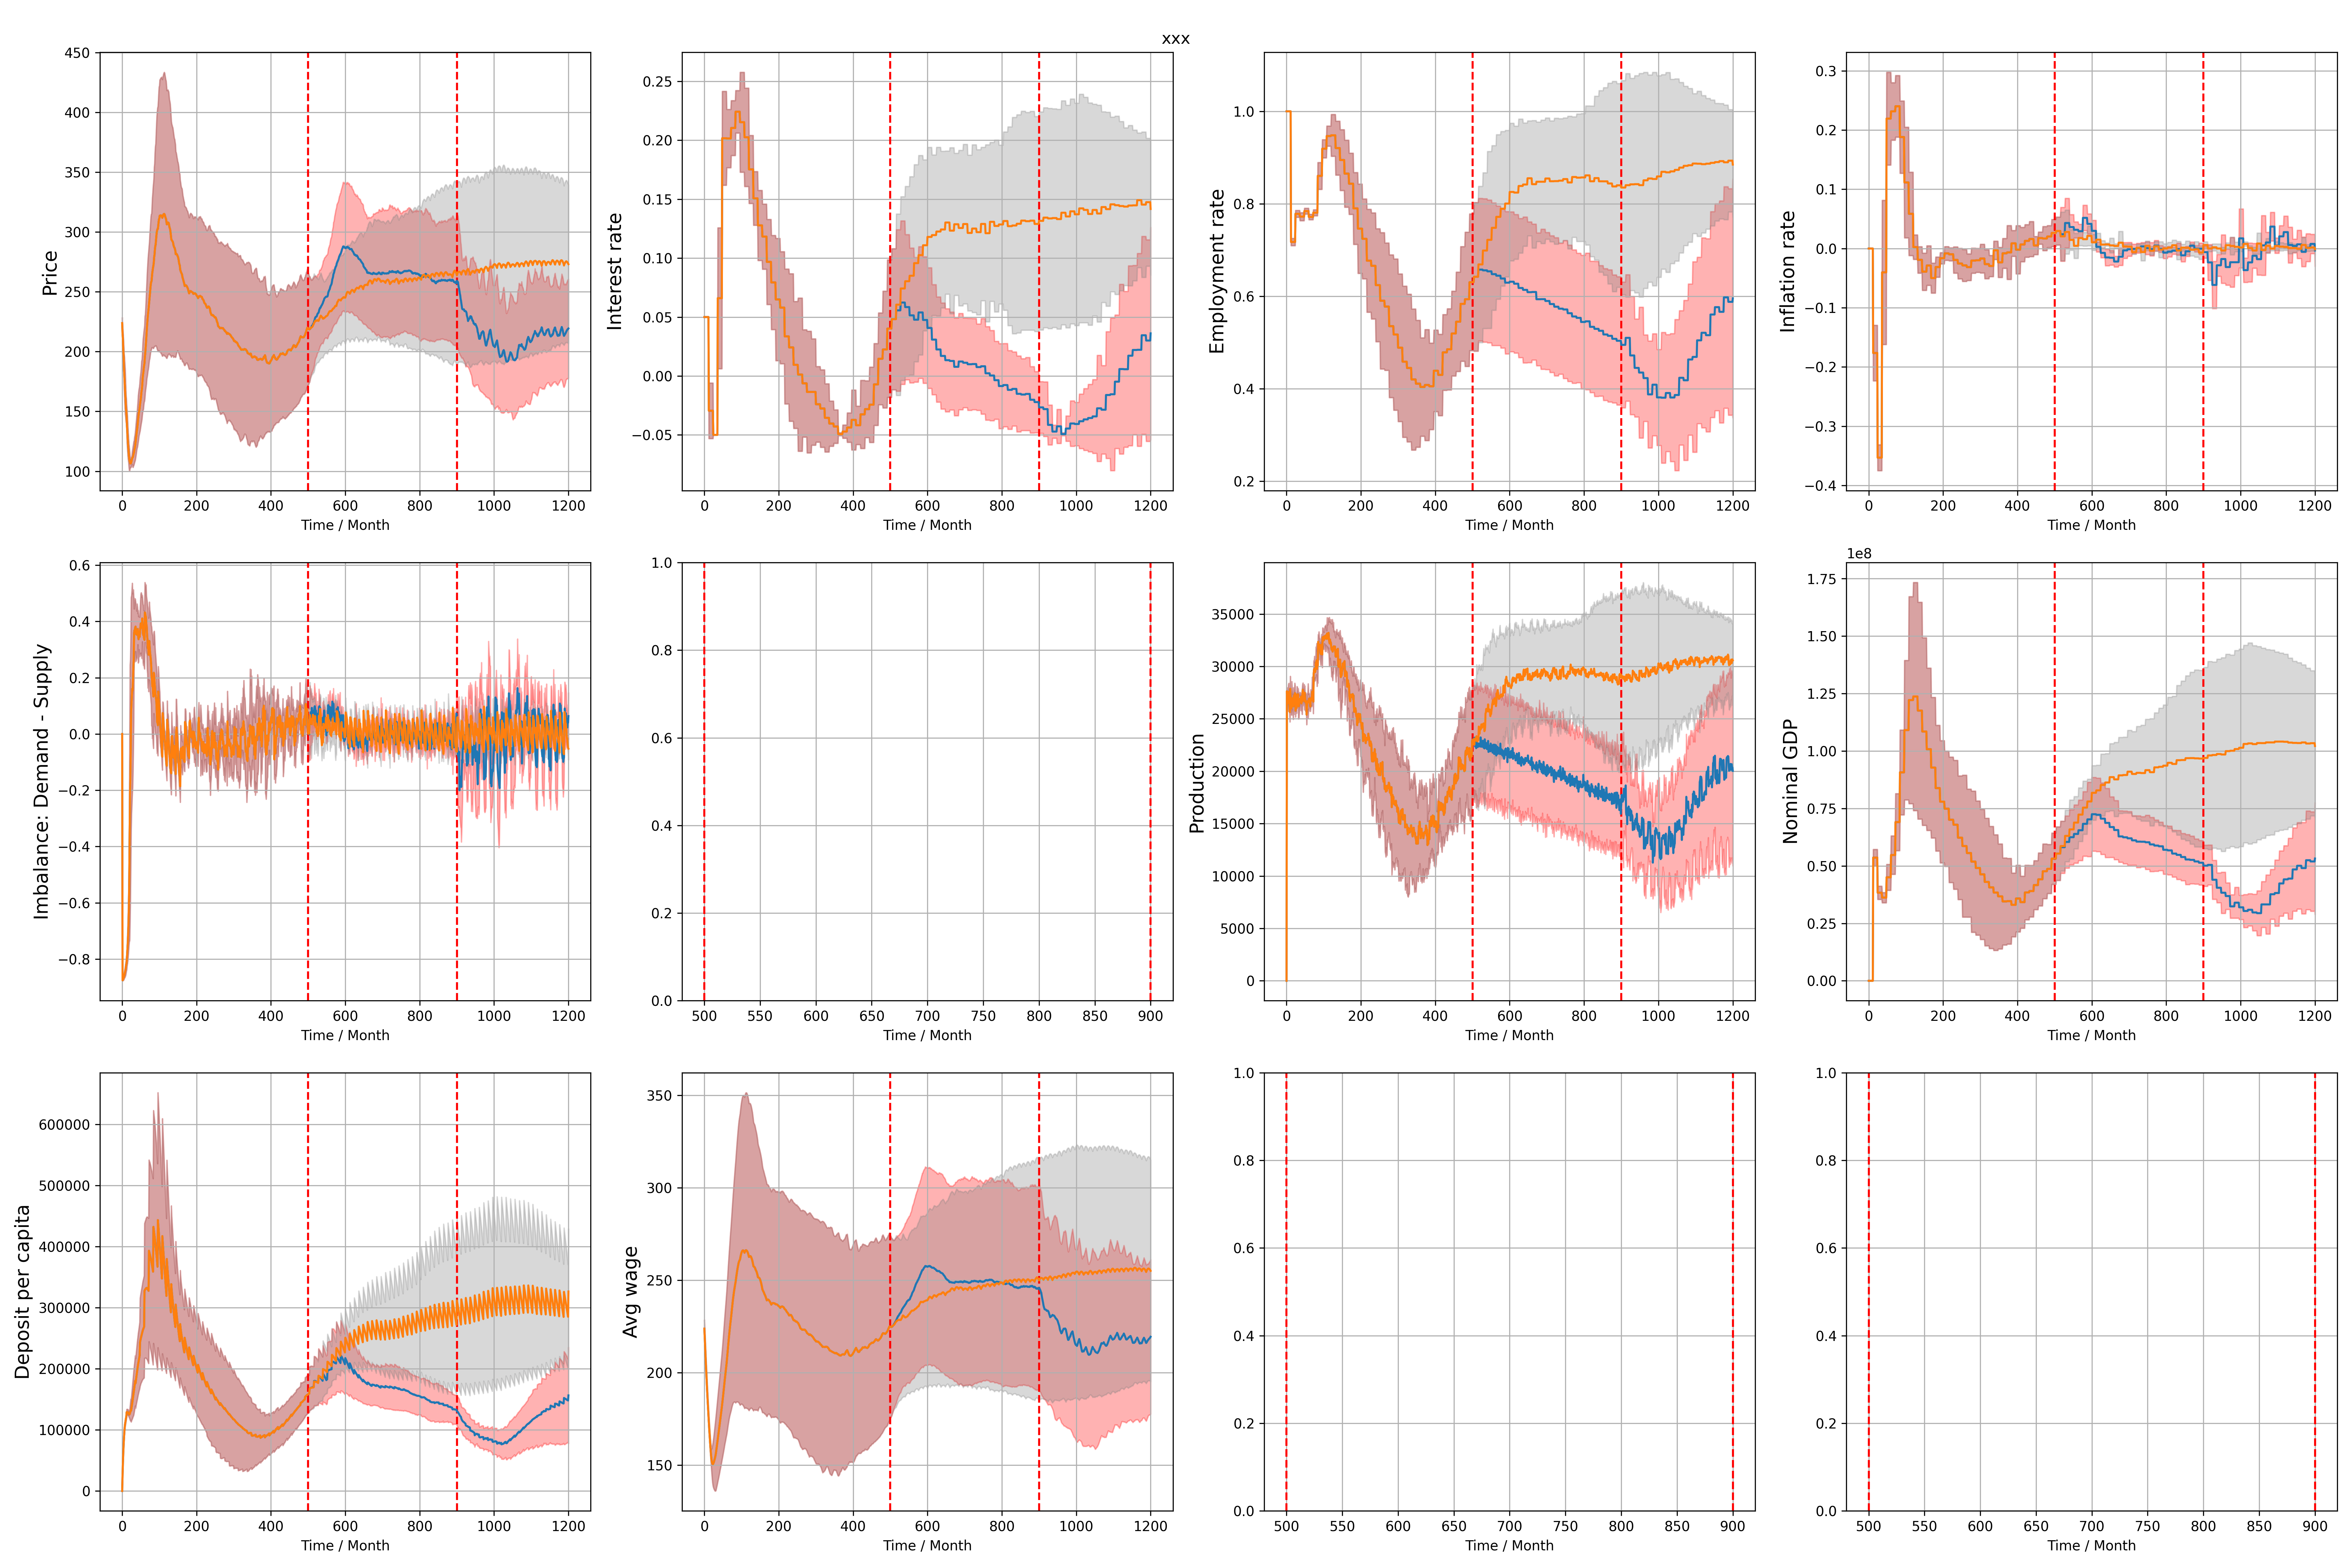 xxx
450
400
350
300
250
200
150
100
Price
0 200 400 600 800 1000 1200
Time / Month
0.25
0.20
0.15
0.10
0.05
0.00
−0.05
Interest rate
0 200 400 600 800 1000 1200
Time / Month
1.0
0.8
0.6
0.4
0.2
Employment rate
0 200 400 600 800 1000 1200
Time / Month
0.3
0.2
0.1
0.0
−0.1
−0.2
−0.3
−0.4
Inflation rate
0 200 400 600 800 1000 1200
Time / Month
0.6
0.4
0.2
0.0
−0.2
−0.4
−0.6
−0.8
Imbalance: Demand - Supply
0 200 400 600 800 1000 1200
Time / Month
1.0
0.8
0.6
0.4
0.2
0.0
500 550 600 650 700 750 800 850 900
Time / Month
35000
30000
25000
20000
15000
10000
5000
0
Production
0 200 400 600 800 1000 1200
Time / Month
1e8
1.75
1.50
1.25
1.00
0.75
0.50
0.25
0.00
Nominal GDP
0 200 400 600 800 1000 1200
Time / Month
600000
500000
400000
300000
200000
100000
0
Deposit per capita
0 200 400 600 800 1000 1200
Time / Month
350
300
250
200
150
Avg wage
0 200 400 600 800 1000 1200
Time / Month
1.0
0.8
0.6
0.4
0.2
0.0
500 550 600 650 700 750 800 850 900
Time / Month
1.0
0.8
0.6
0.4
0.2
0.0
500 550 600 650 700 750 800 850 900
Time / Month